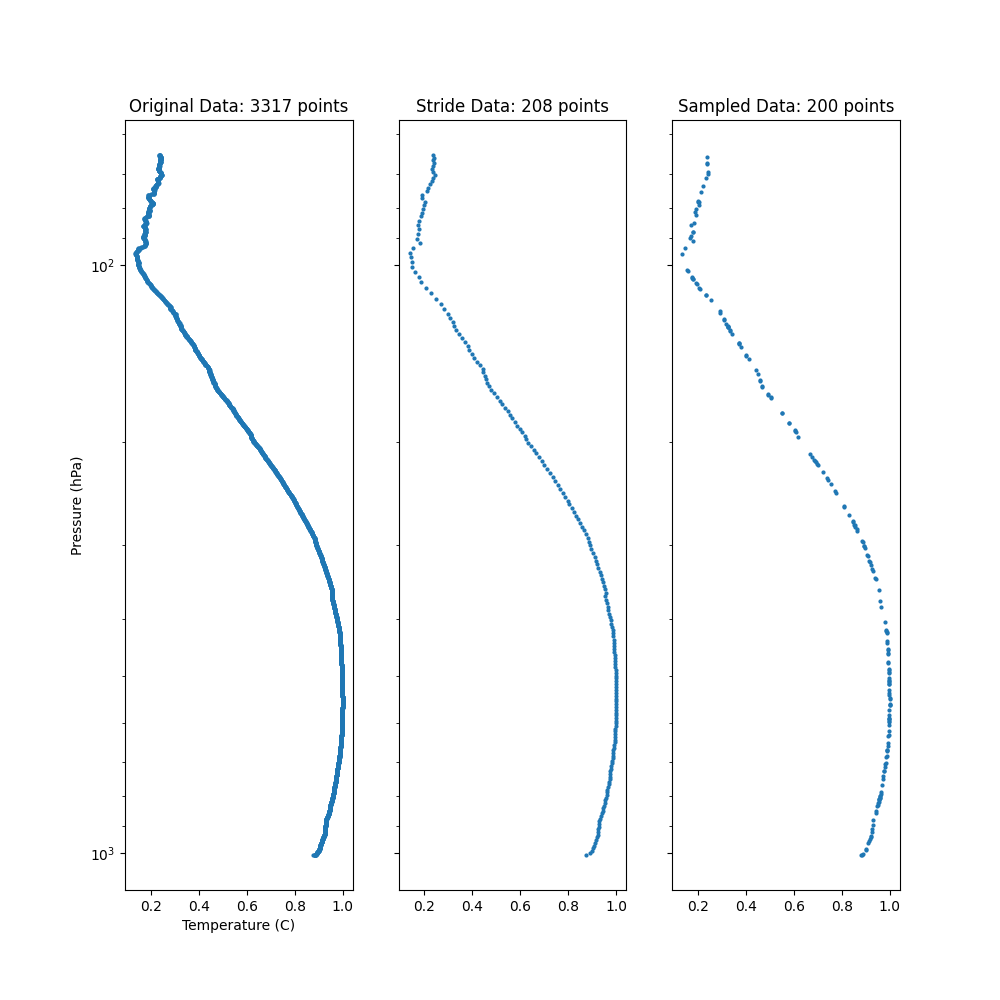 Original Data: 3317 points
Stride Data: 208 points
Sampled Data: 200 points
Pressure (hPa)
10²
10³
0.2 0.4 0.6 0.8 1.0
0.2 0.4 0.6 0.8 1.0
0.2 0.4 0.6 0.8 1.0
Temperature (C)